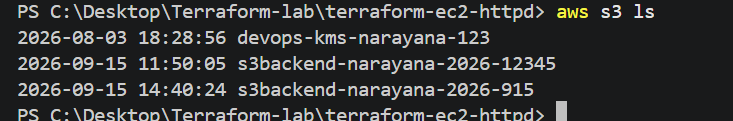 PS C:\Desktop\Terraform-lab\terraform-ec2-httpd> aws s3 ls
2026-08-03 18:28:56 devops-kms-narayana-123
2026-09-15 11:50:05 s3backend-narayana-2026-12345
2026-09-15 14:40:24 s3backend-narayana-2026-915
PS C:\Desktop\Terraform-lab\terraform-ec2-httpd>